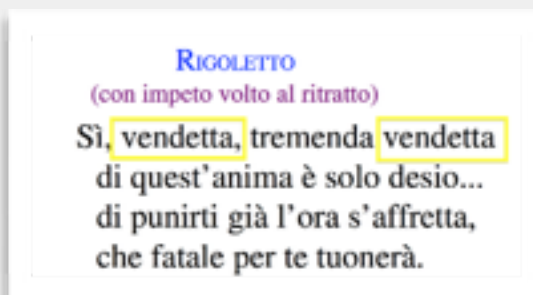 RIGOLETTO
(con impeto volto al ritratto)
Sì, vendetta, tremenda vendetta
di quest'anima è solo desio...
di punirti già l'ora s'affretta,
che fatale per te tuonerà.